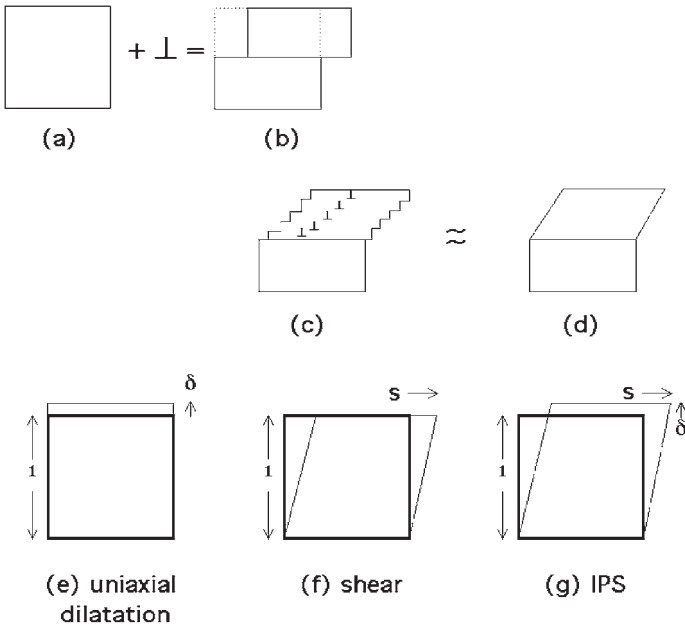 + ⊥ =
(a)
(b)
≈
(c)
(d)
δ
1
S →
1
S →
δ
1
(e) uniaxial
dilatation
(f) shear
(g) IPS